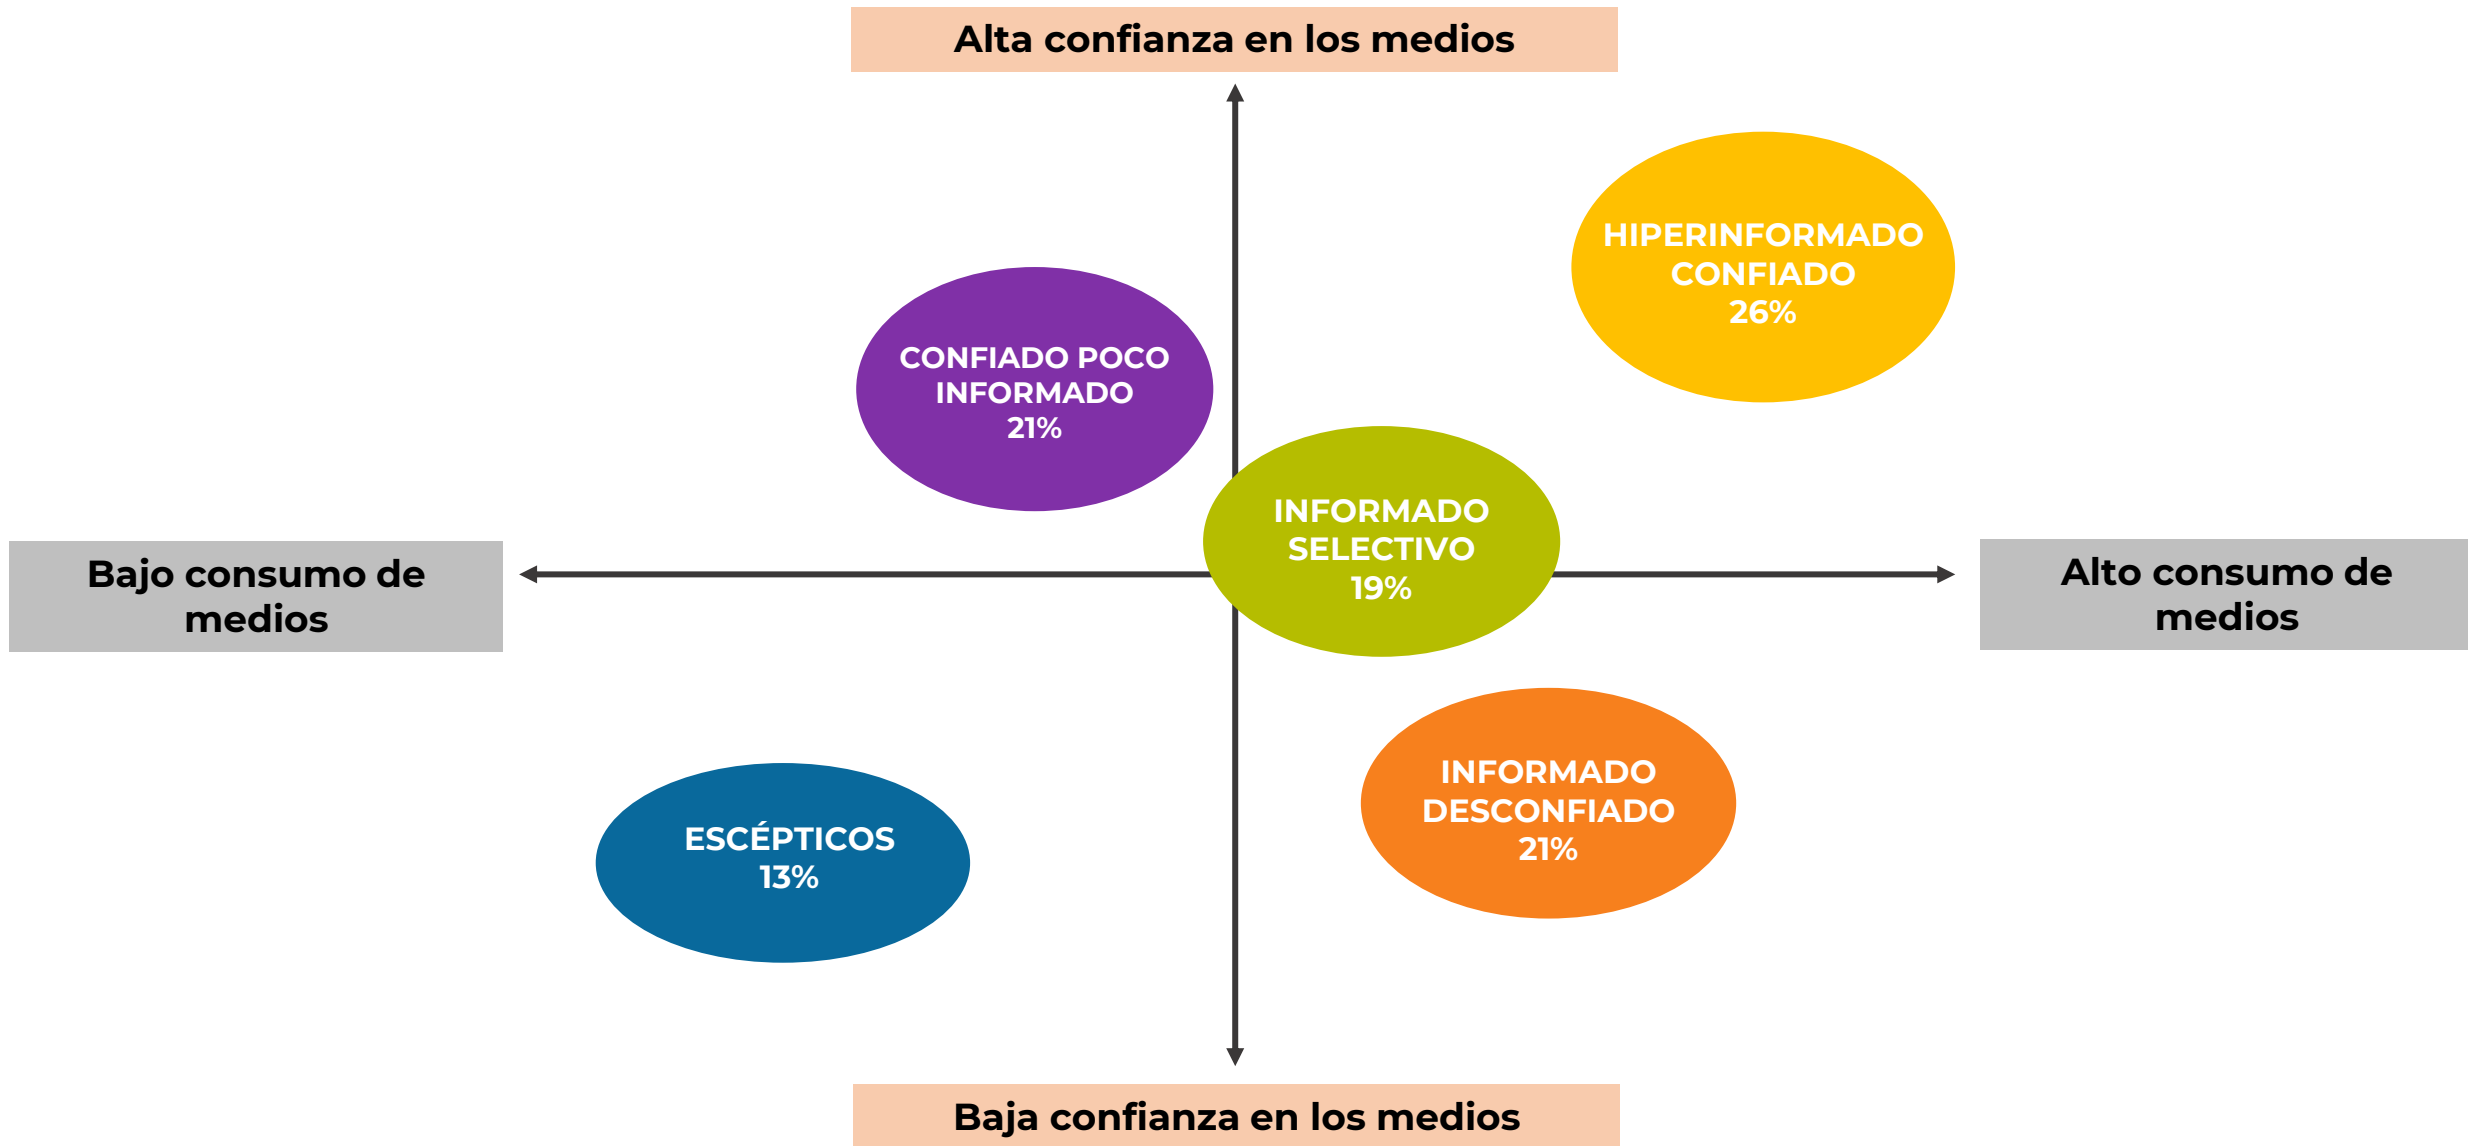 Alta confianza en los medios
HIPERINFORMADO
CONFIADO
26%
CONFIADO POCO
INFORMADO
21%
INFORMADO
SELECTIVO
19%
Bajo consumo de
medios
Alto consumo de
medios
INFORMADO
DESCONFIADO
21%
ESCÉPTICOS
13%
Baja confianza en los medios